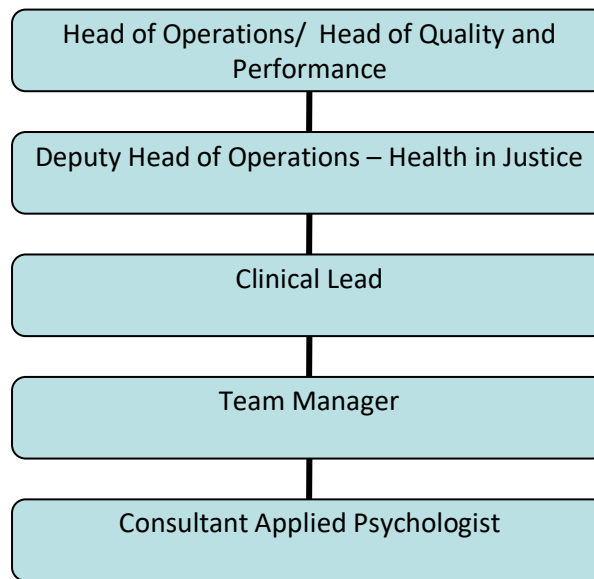 Head of Operations/ Head of Quality and
Performance
Deputy Head of Operations – Health in Justice
Clinical Lead
Team Manager
Consultant Applied Psychologist